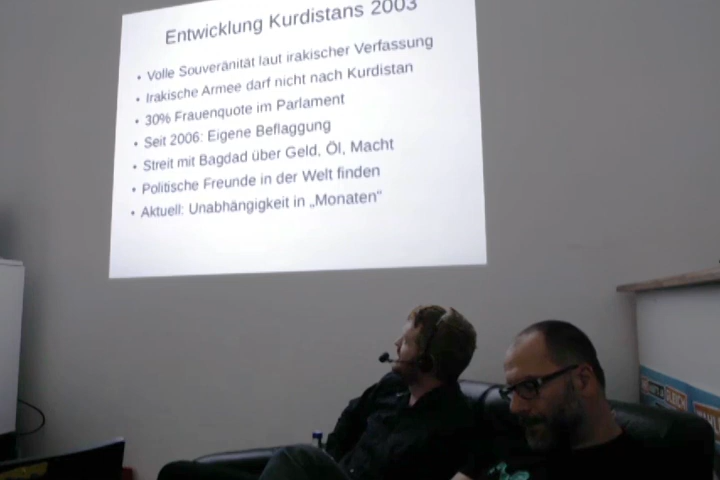 Entwicklung Kurdistans 2003
• Volle Souveränität laut irakischer Verfassung
• Irakische Armee darf nicht nach Kurdistan
• 30% Frauenquote im Parlament
• Seit 2006: Eigene Beflaggung
• Streit mit Bagdad über Geld, Öl, Macht
• Politische Freunde in der Welt finden
• Aktuell: Unabhängigkeit in „Monaten“